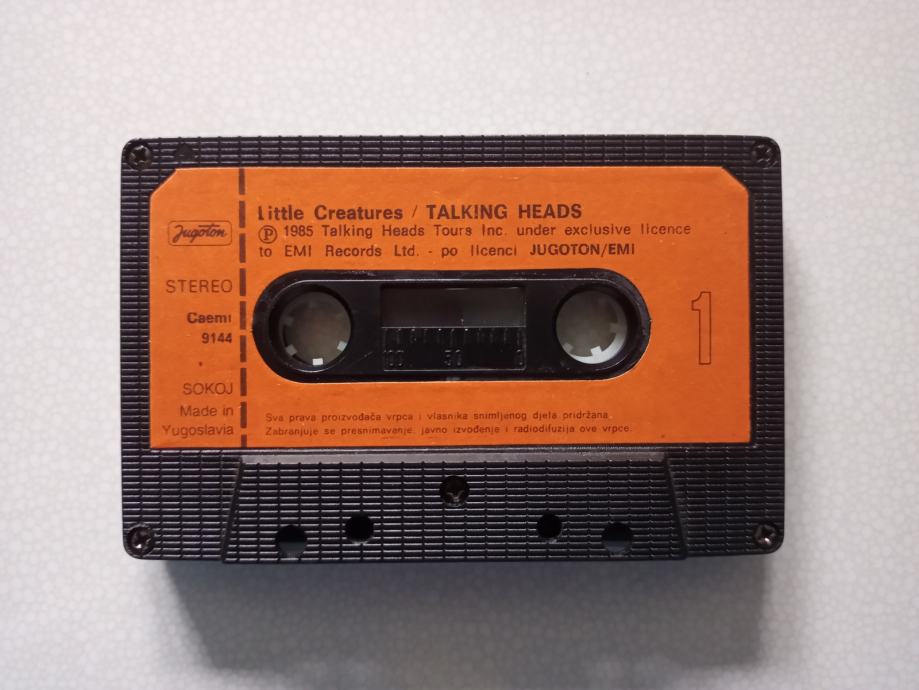 Little Creatures / TALKING HEADS
Ⓟ 1985 Talking Heads Tours Inc. under exclusive licence
to EMI Records Ltd. - po licenci JUGOTON/EMI
Jugoton
STEREO
Caemi
9144
SOKOJ
Made in
Yugoslavia
1
100 50 0
Sva prava proizvođača vrpca i vlasnika snimljenog djela pridržana.
Zabranjuje se presnimavanje, javno izvođenje i radiodifuzija ove vrpce.